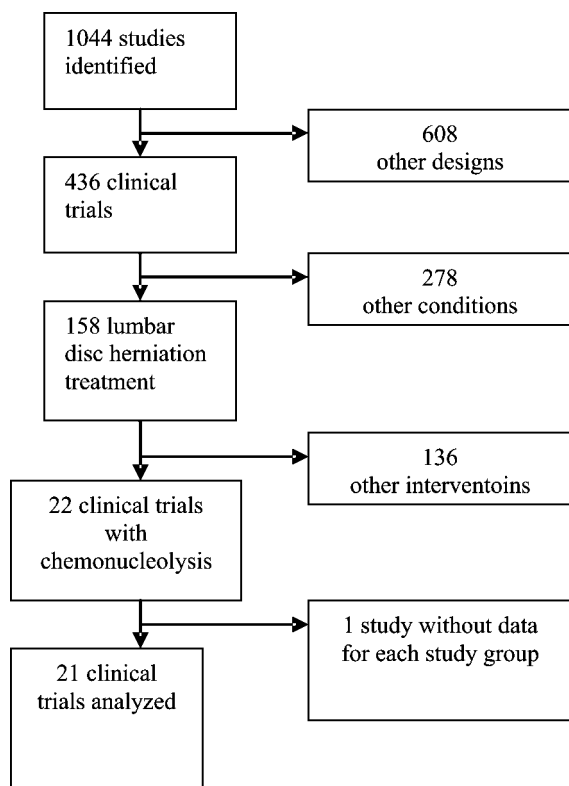 1044 studies
identified
608
other designs
436 clinical
trials
278
other conditions
158 lumbar
disc herniation
treatment
136
other interventoins
22 clinical trials
with
chemonucleolysis
1 study without data
for each study group
21 clinical
trials analyzed